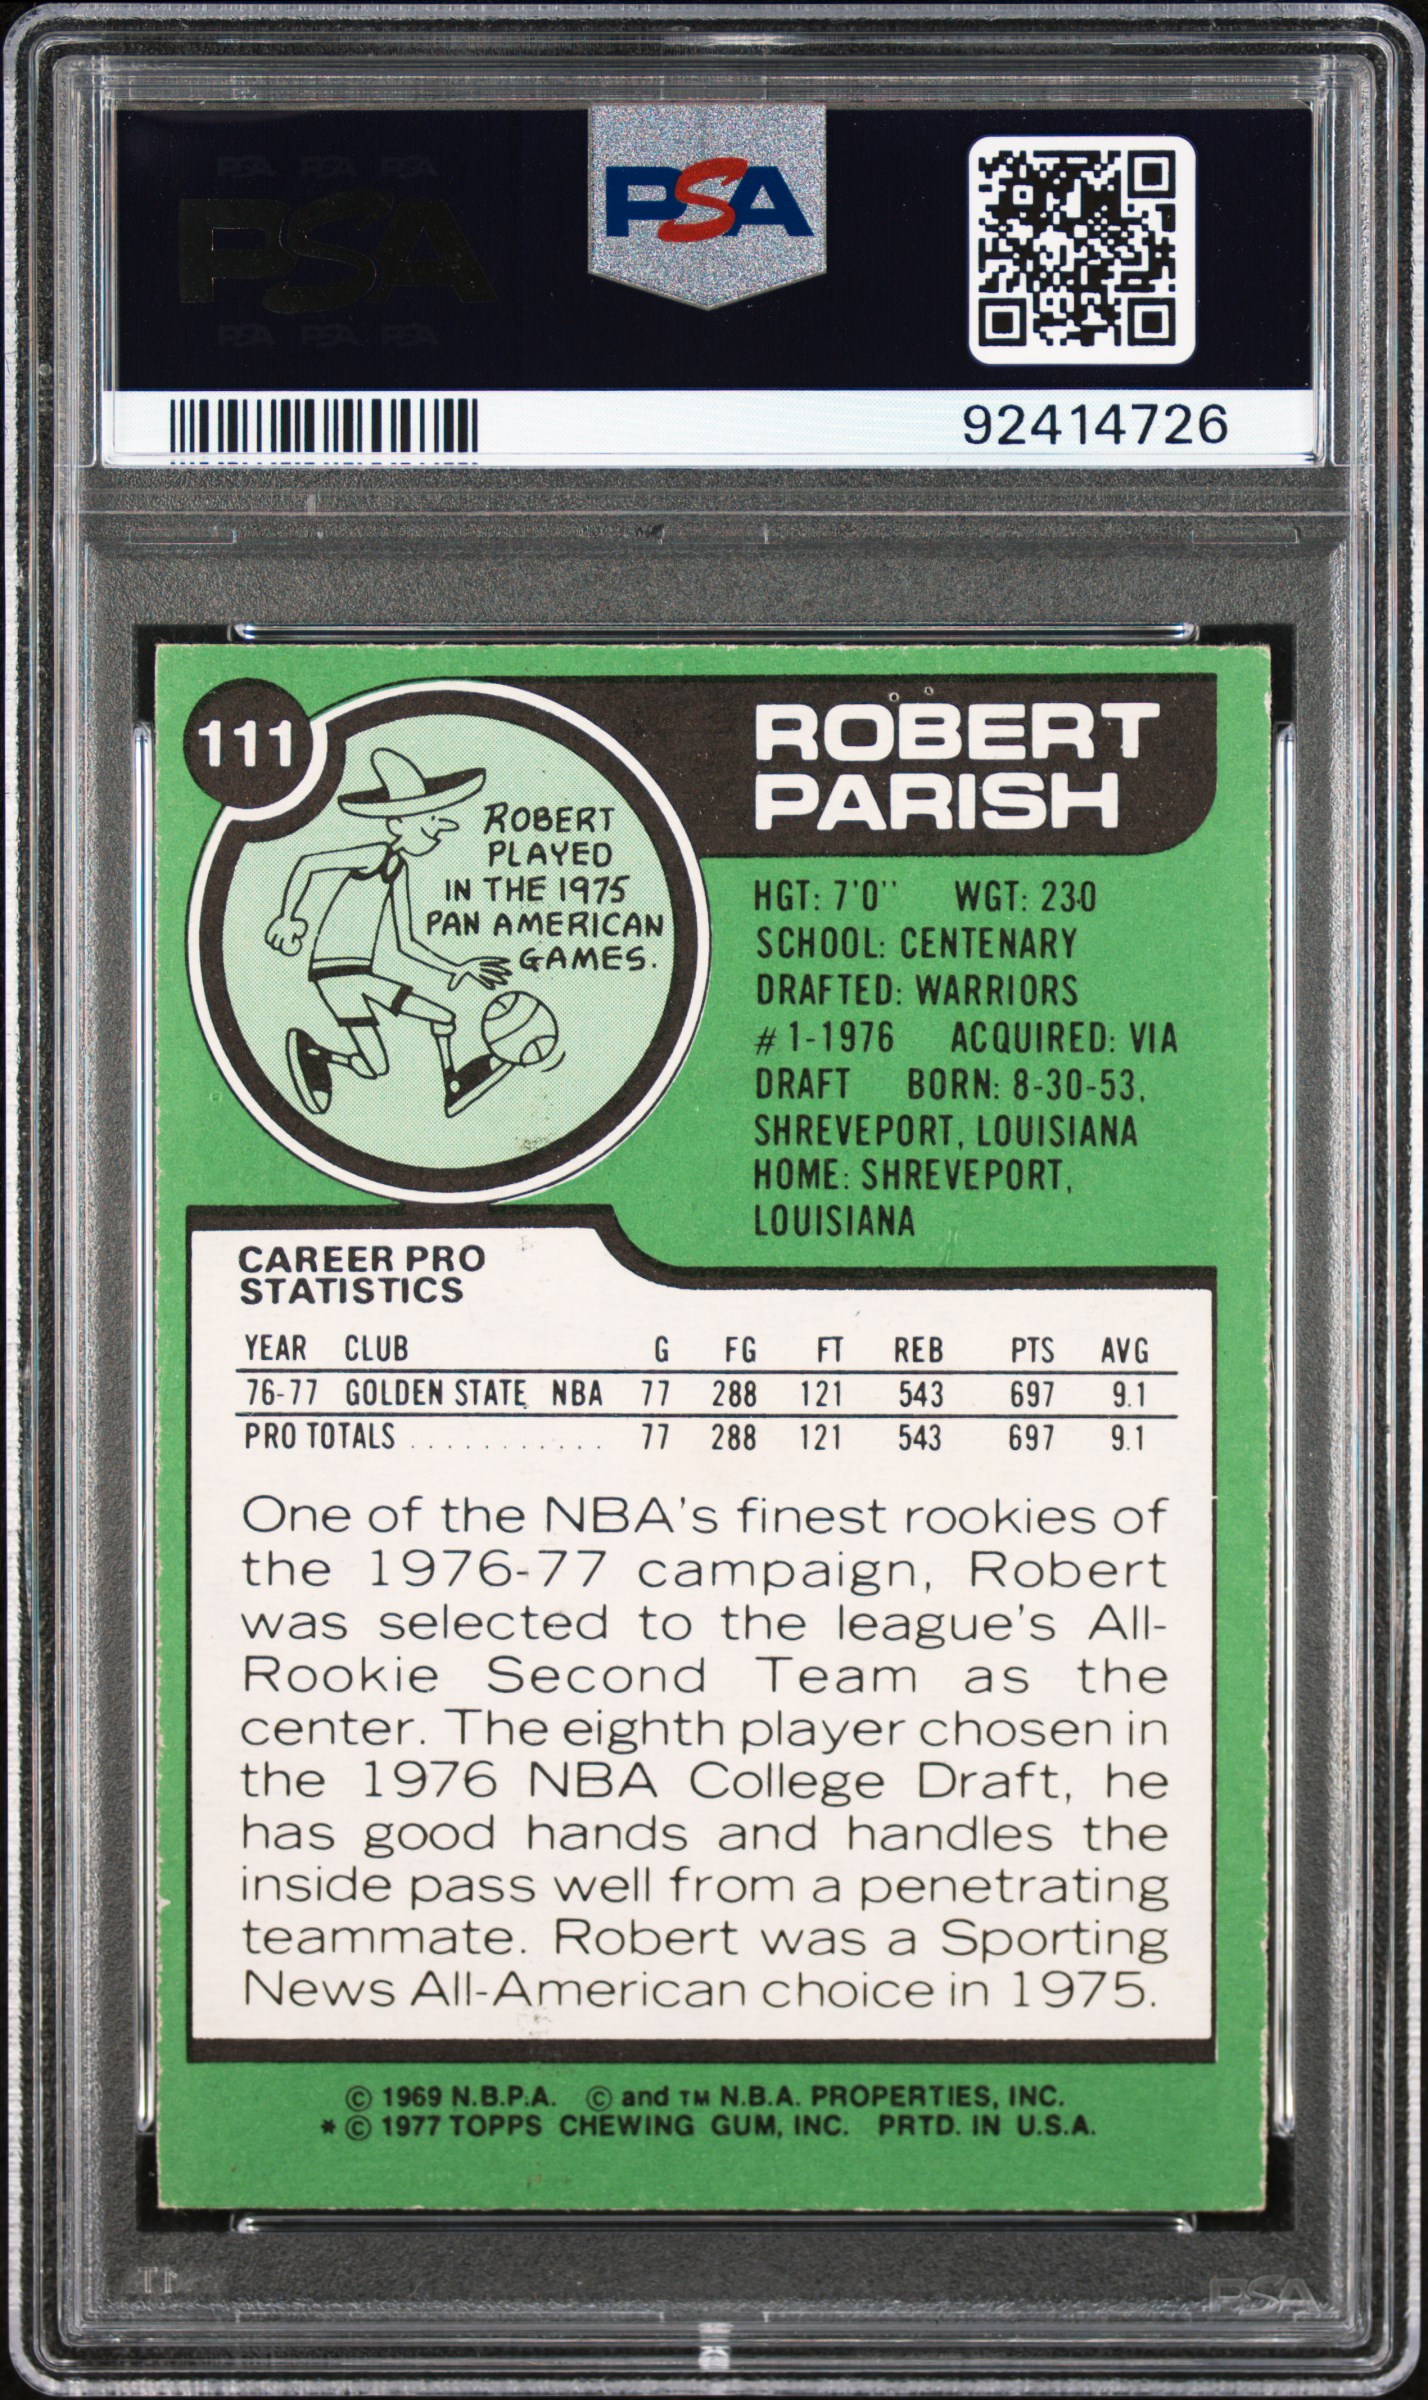 PSA PSA PSA
PSA
PSA PSA PSA
PSA
92414726
111
ROBERT
PARISH
ROBERT
PLAYED
IN THE 1975
PAN AMERICAN
GAMES.
HGT: 7'0" WGT: 230
SCHOOL: CENTENARY
DRAFTED: WARRIORS
#1-1976 ACQUIRED: VIA
DRAFT BORN: 8-30-53,
SHREVEPORT, LOUISIANA
HOME: SHREVEPORT,
LOUISIANA
CAREER PRO
STATISTICS
YEAR CLUB G FG FT REB PTS AVG
76-77 GOLDEN STATE NBA 77 288 121 543 697 9.1
PRO TOTALS ............ 77 288 121 543 697 9.1
One of the NBA's finest rookies of
the 1976-77 campaign, Robert
was selected to the league's All-
Rookie Second Team as the
center. The eighth player chosen in
the 1976 NBA College Draft, he
has good hands and handles the
inside pass well from a penetrating
teammate. Robert was a Sporting
News All-American choice in 1975.
© 1969 N.B.P.A. © and TM N.B.A. PROPERTIES, INC.
* © 1977 TOPPS CHEWING GUM, INC. PRTD. IN U.S.A.
PSA